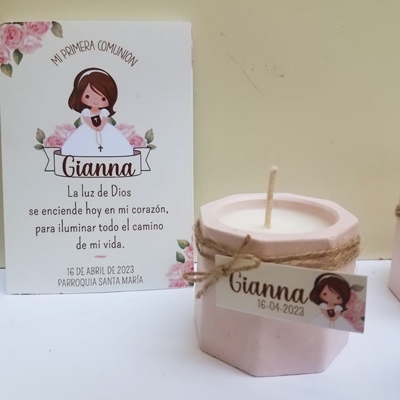 MI PRIMERA COMUNIÓN
Gianna
La luz de Dios
se enciende hoy en mi corazón,
para iluminar todo el camino
de mi vida.
16 DE ABRIL DE 2023
PARROQUIA SANTA MARÍA
Gianna
16-04-2023